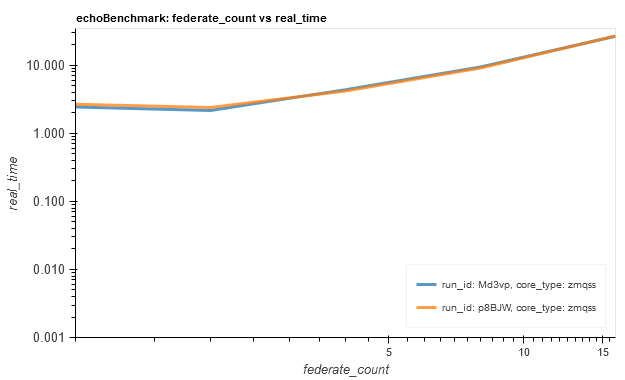 echoBenchmark: federate_count vs real_time
10.000
1.000
0.100
0.010
0.001
real_time
run_id: Md3vp, core_type: zmqss
run_id: p8BJW, core_type: zmqss
5
10
15
federate_count